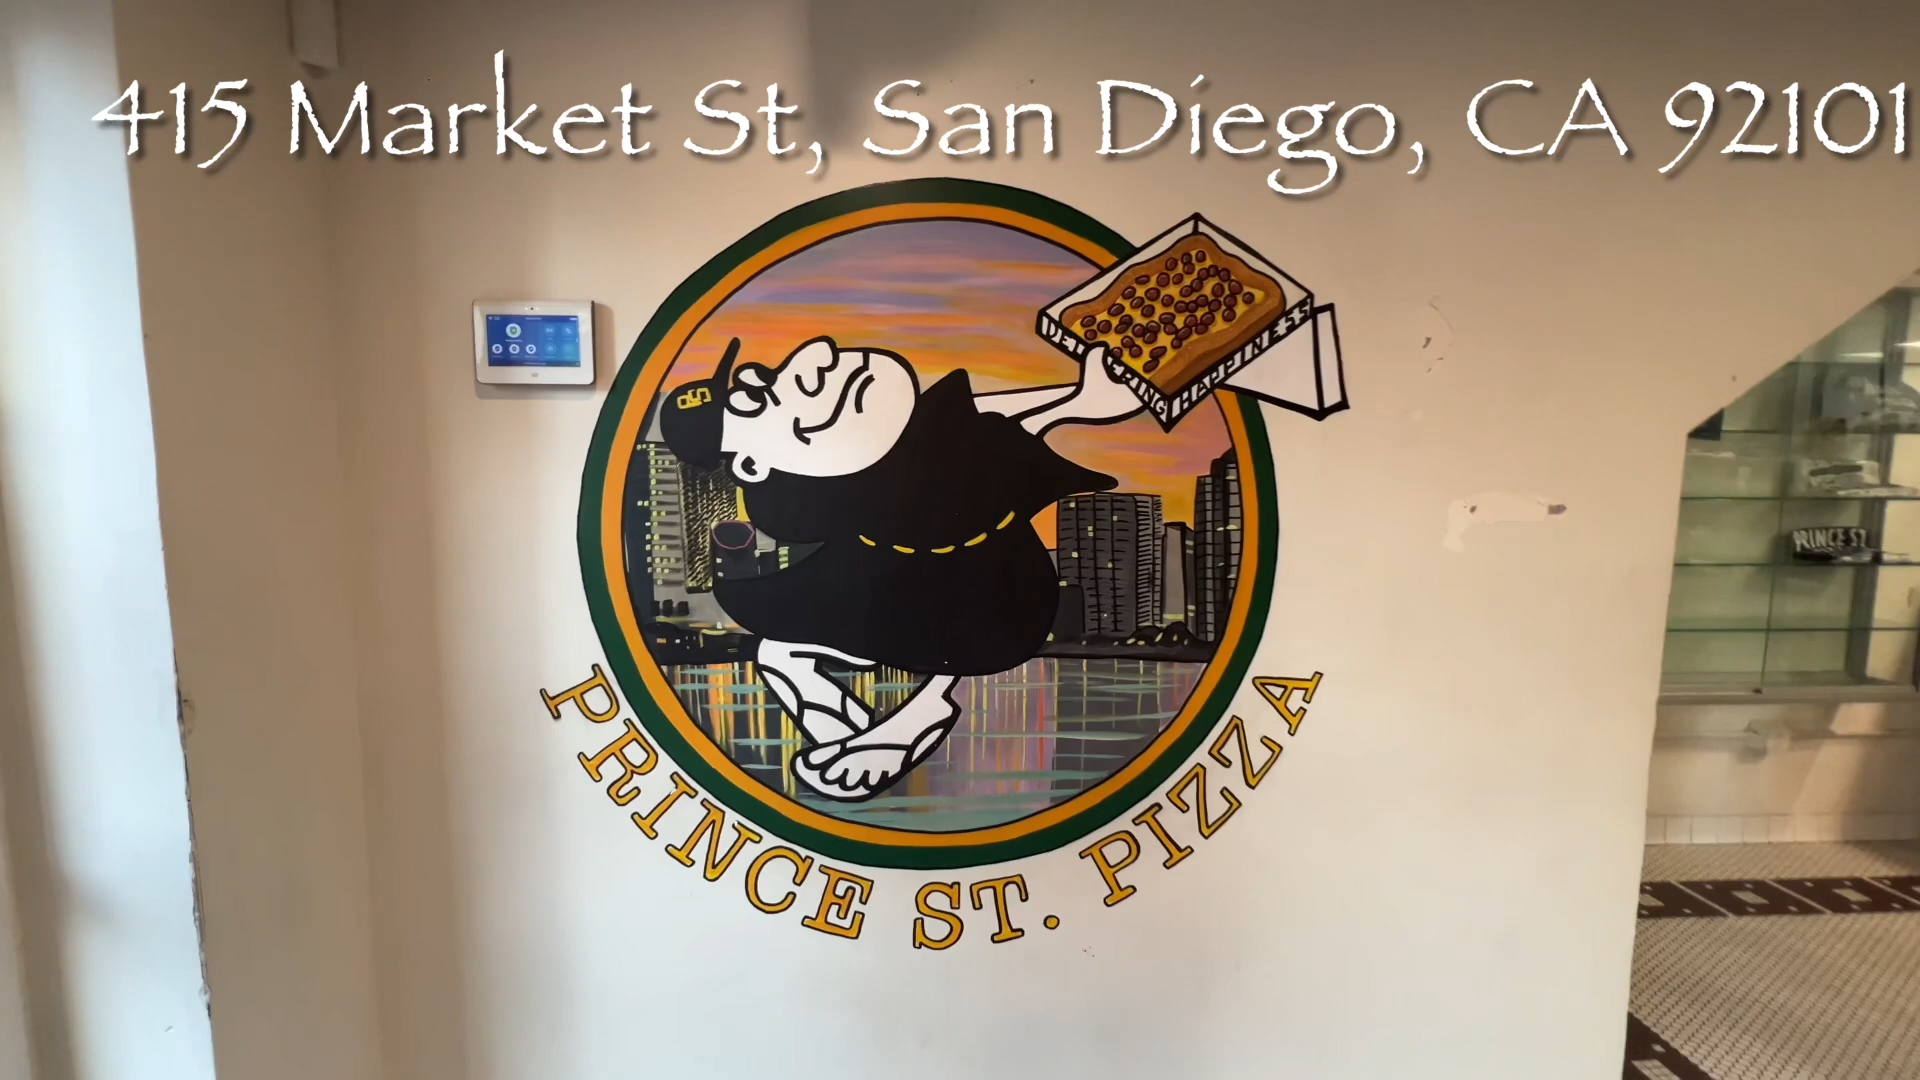 415 Market St, San Diego, CA 92101
SD
DELIVERING HAPPINESS
PRINCE ST
PRINCE ST. PIZZA